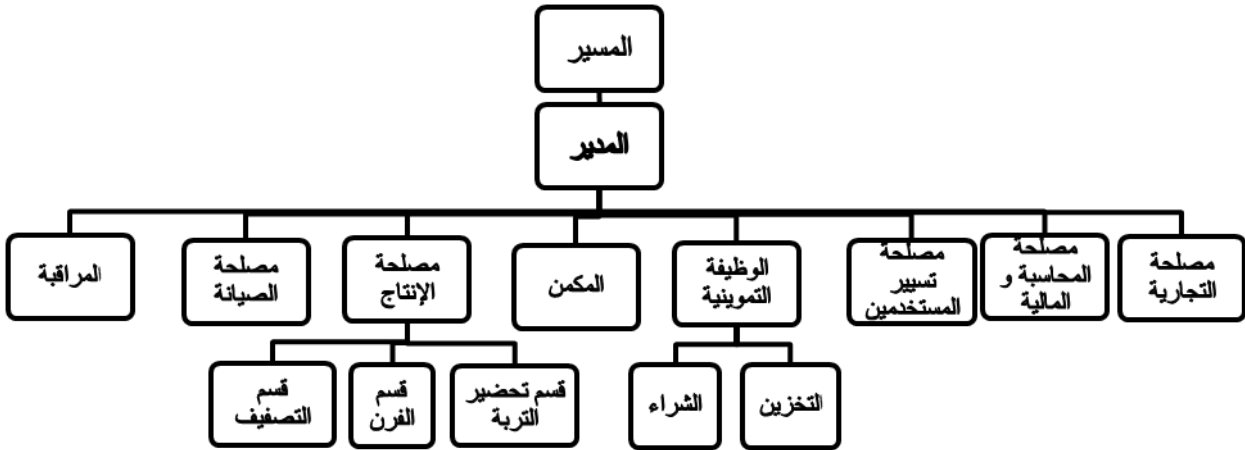 المسير
المدير
مصلحة
التجارية
مصلحة
المحاسبة و
المالية
مصلحة
تسيير
المستخدمين
الوظيفة
التموينية
المكمن
مصلحة
الإنتاج
مصلحة
الصيانة
المراقبة
التخزين
الشراء
قسم تحضير
التربة
قسم
الفرن
قسم
التصفيف